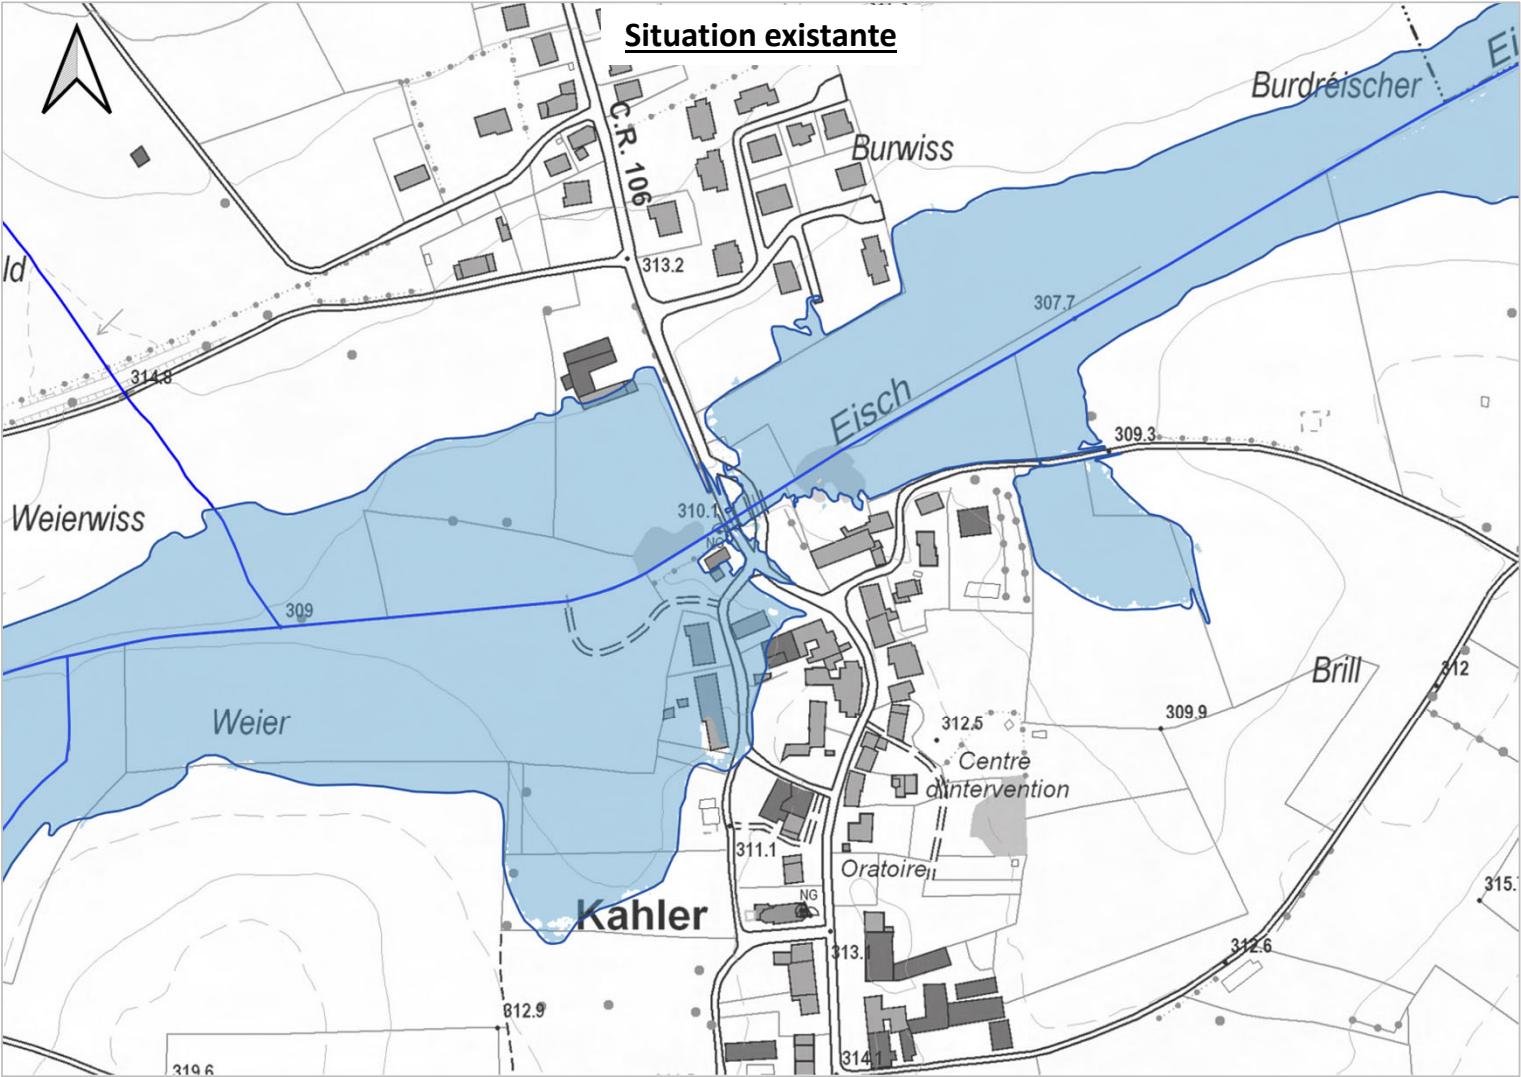 Situation existante
Ei
Burdréischer
C.R. 106
Burwiss
ld
313.2
307.7
314.8
Eisch
309.3
Weierwiss
310.1
NG
309
Brill
312
Weier
309.9
312.5
Centre
d'intervention
311.1
Oratoire
315.
NG
Kahler
313.1
312.6
312.9
314.1
319.6